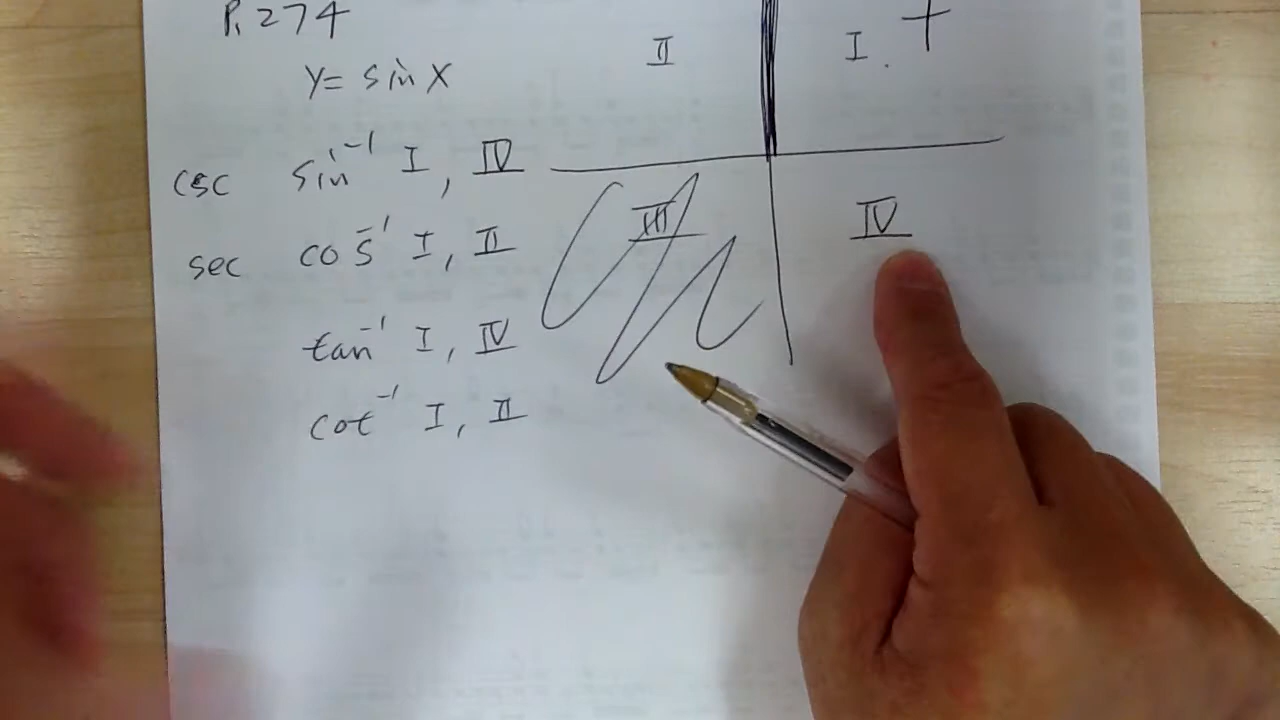 P. 274
y= sin x
csc sin⁻¹ I, IV
sec cos⁻¹ I, II
tan⁻¹ I, IV
cot⁻¹ I, II
II I. +
III IV